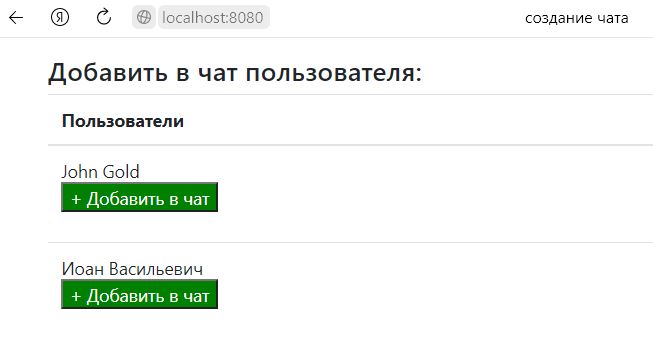 Я localhost:8080 создание чата
Добавить в чат пользователя:
Пользователи
John Gold
+ Добавить в чат
Иоан Васильевич
+ Добавить в чат